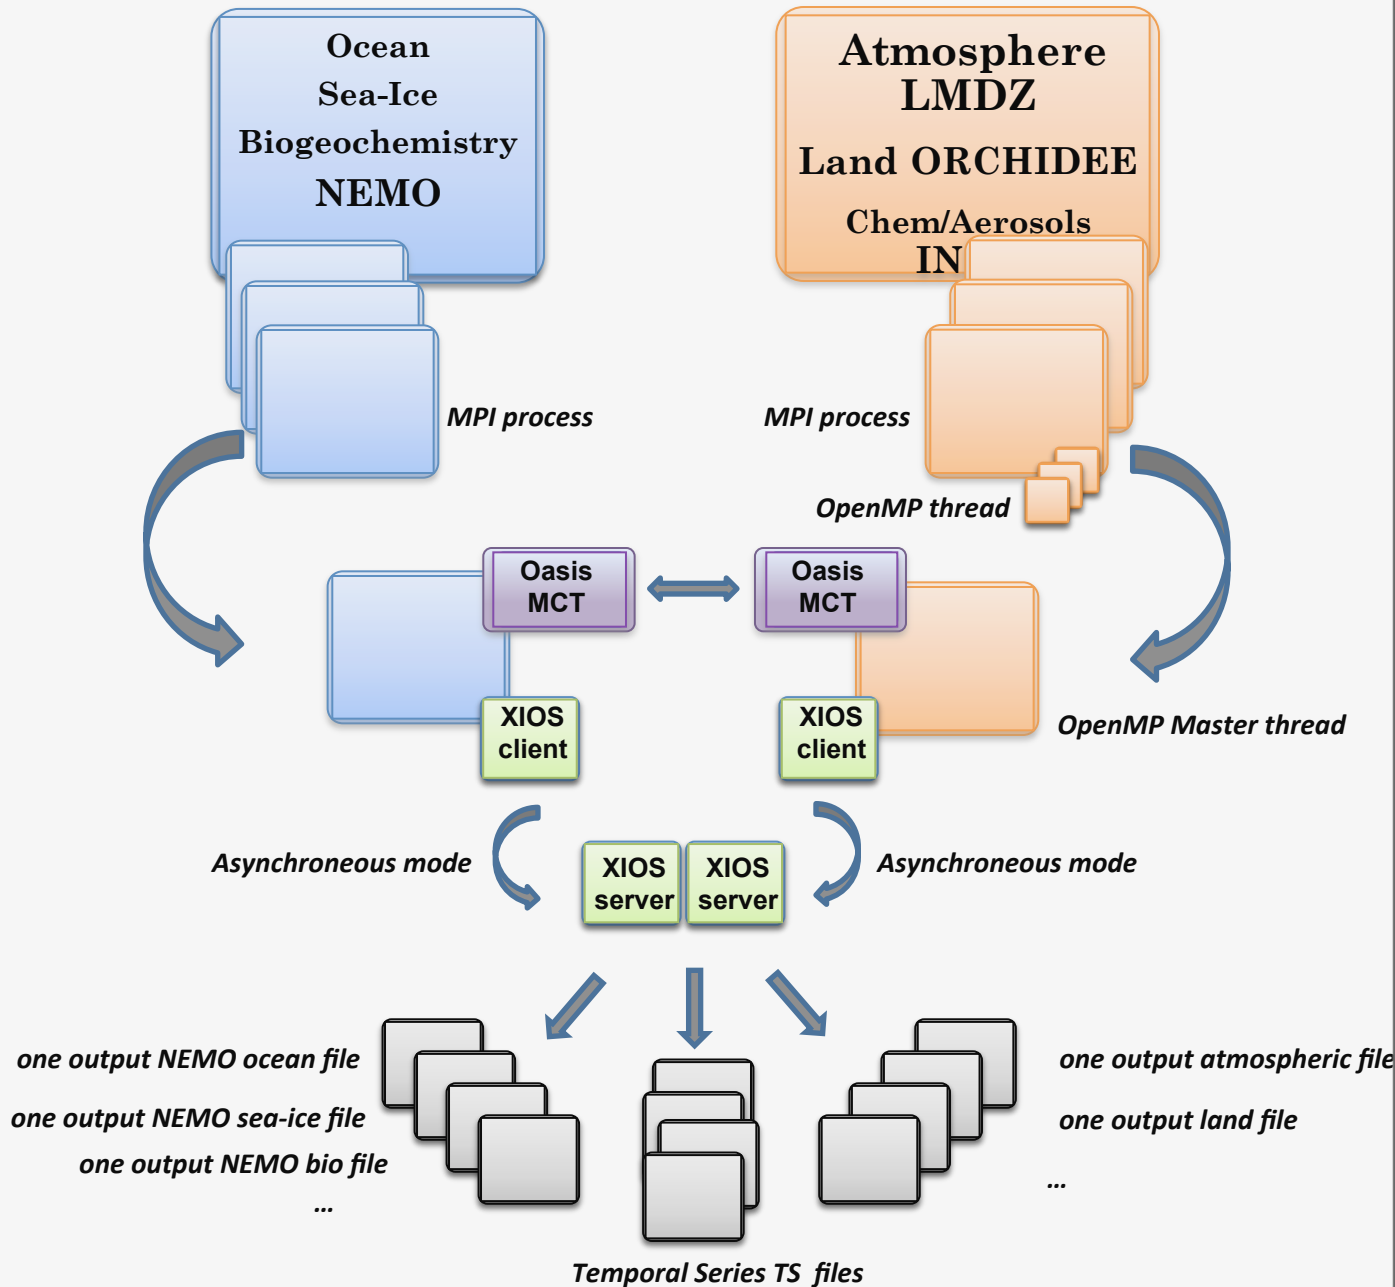 Ocean
Sea-Ice
Biogeochemistry
NEMO
Atmosphere
LMDZ
Land ORCHIDEE
Chem/Aerosols
IN
MPI process
MPI process
OpenMP thread
Oasis
MCT
Oasis
MCT
XIOS
client
XIOS
client
OpenMP Master thread
Asynchroneous mode
XIOS
server
XIOS
server
Asynchroneous mode
one output NEMO ocean file
one output NEMO sea-ice file
one output NEMO bio file
...
one output atmospheric file
one output land file
...
Temporal Series TS files